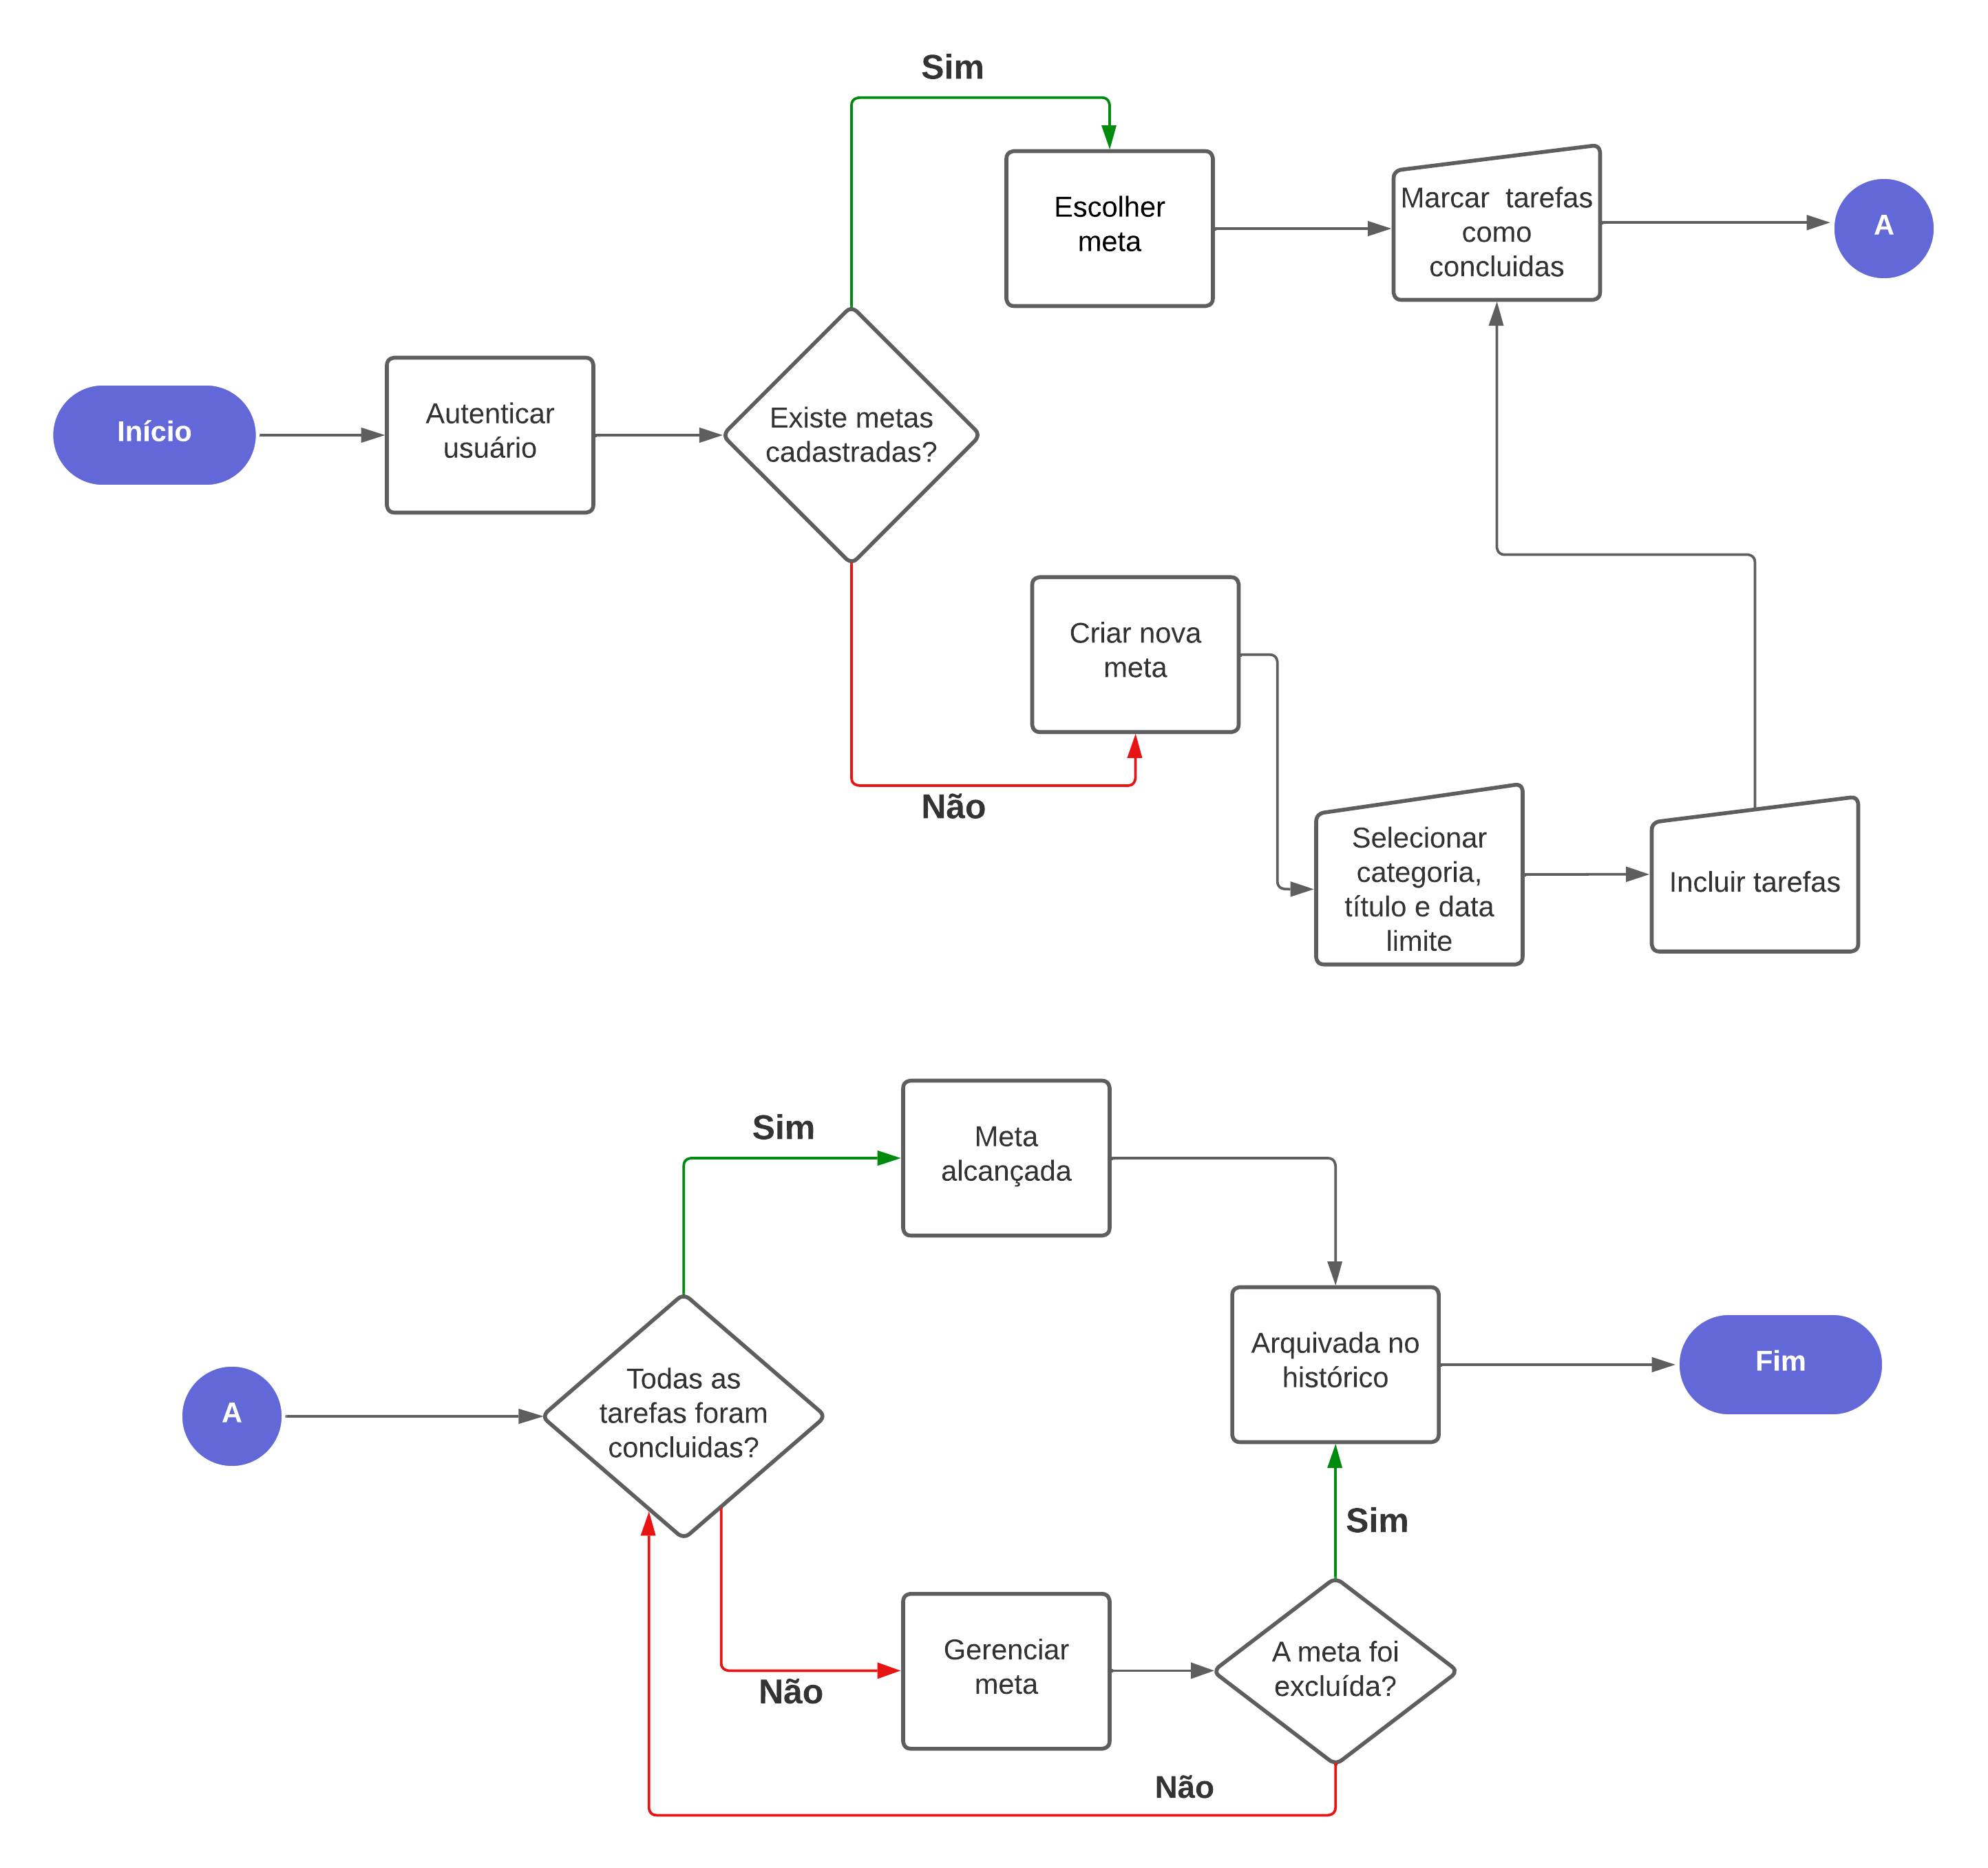 Sim
Escolher
meta
Marcar  tarefas
como
concluidas
A
Início
Autenticar
usuário
Existe metas
cadastradas?
Criar nova
meta
Não
Selecionar
categoria,
título e data
limite
Incluir tarefas
Sim
Meta
alcançada
A
Todas as
tarefas foram
concluidas?
Arquivada no
histórico
Fim
Sim
Não
Gerenciar
meta
A meta foi
excluída?
Não